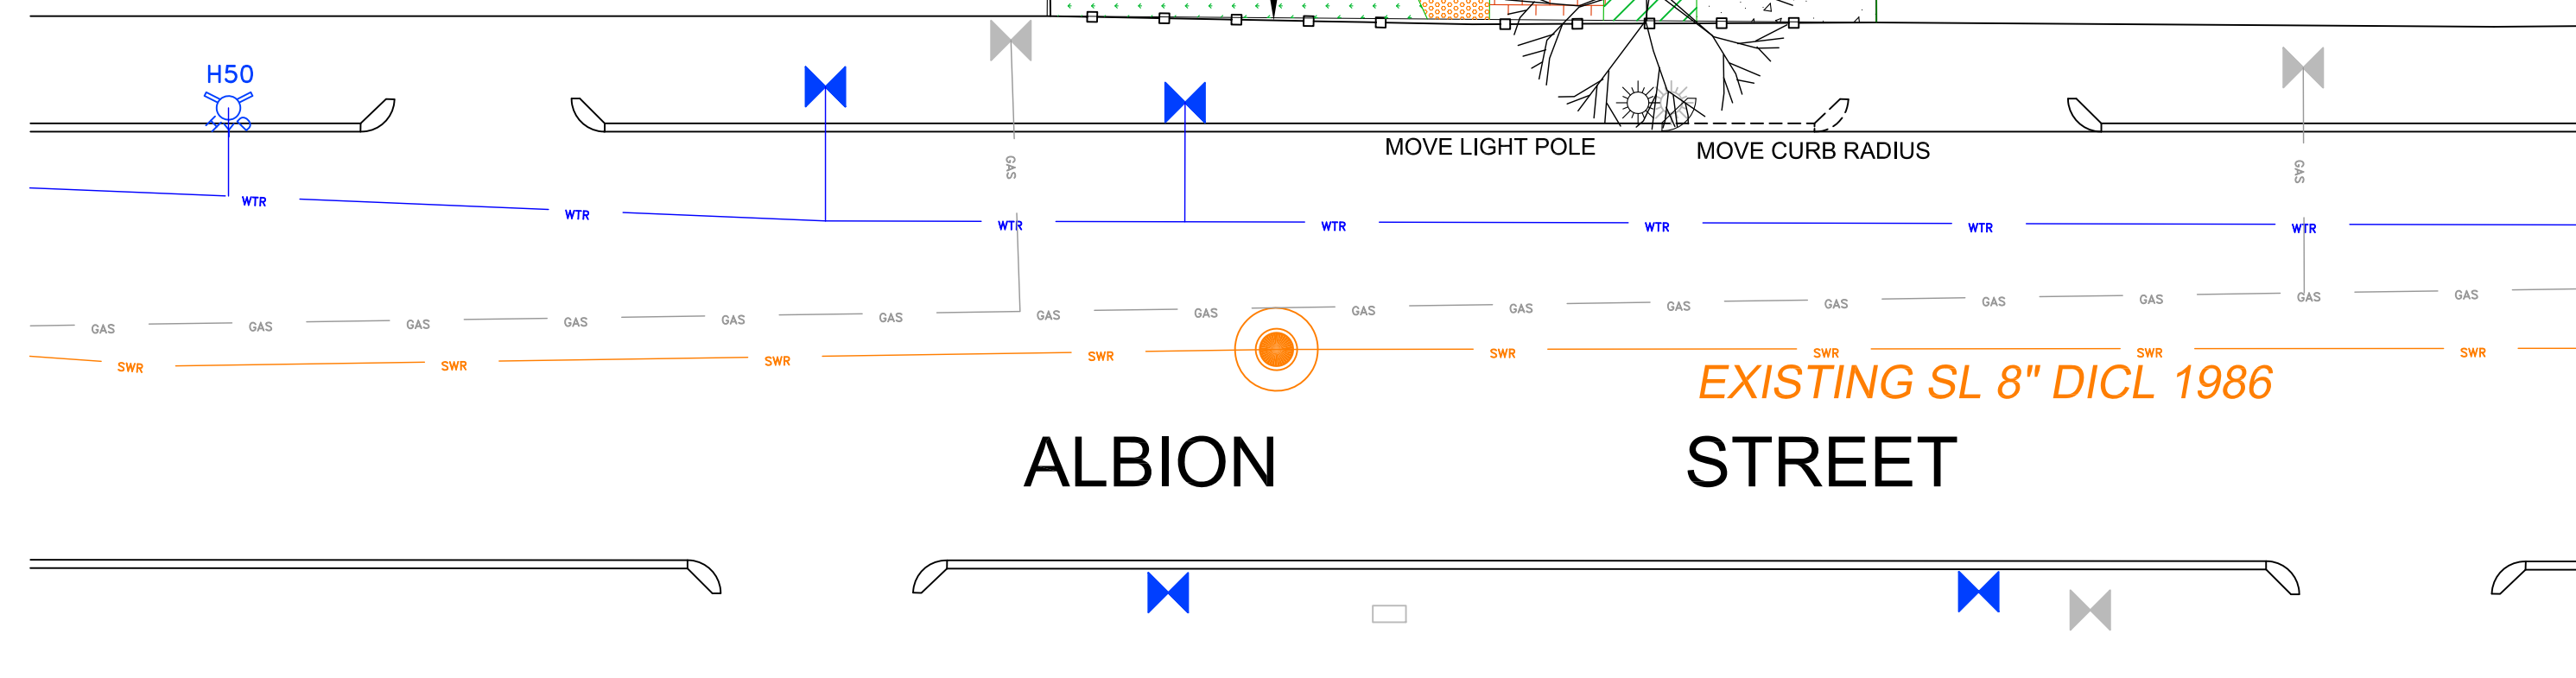 H50
HYD
MOVE LIGHT POLE
MOVE CURB RADIUS
GAS
GAS
WTR
WTR
WTR
WTR
WTR
WTR
WTR
GAS GAS GAS GAS GAS GAS GAS GAS GAS GAS GAS GAS GAS GAS GAS GAS
SWR SWR SWR SWR SWR SWR SWR SWR
EXISTING SL 8" DICL 1986
ALBION STREET